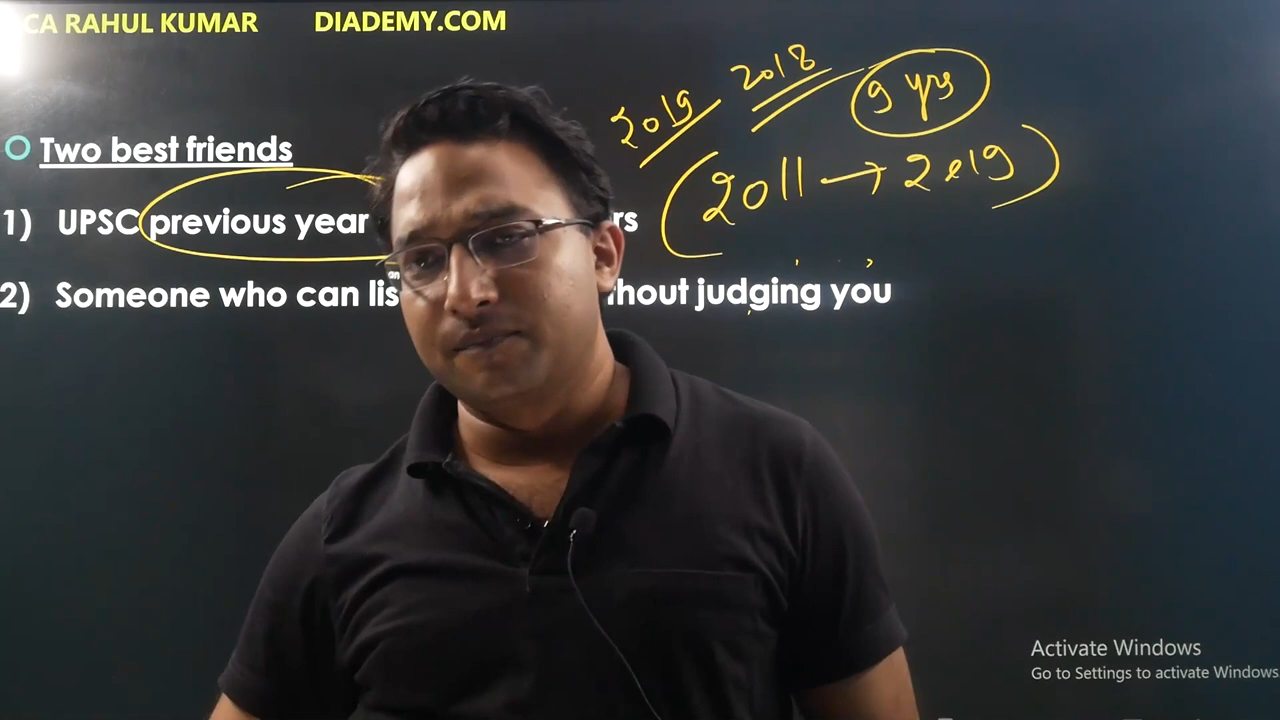 CA RAHUL KUMAR DIADEMY.COM
2019 2018 9 yrs
Two best friends
(2011 → 2019)
1) UPSC previous year rs
2) Someone who can lis thout judging you
Activate Windows
Go to Settings to activate Windows